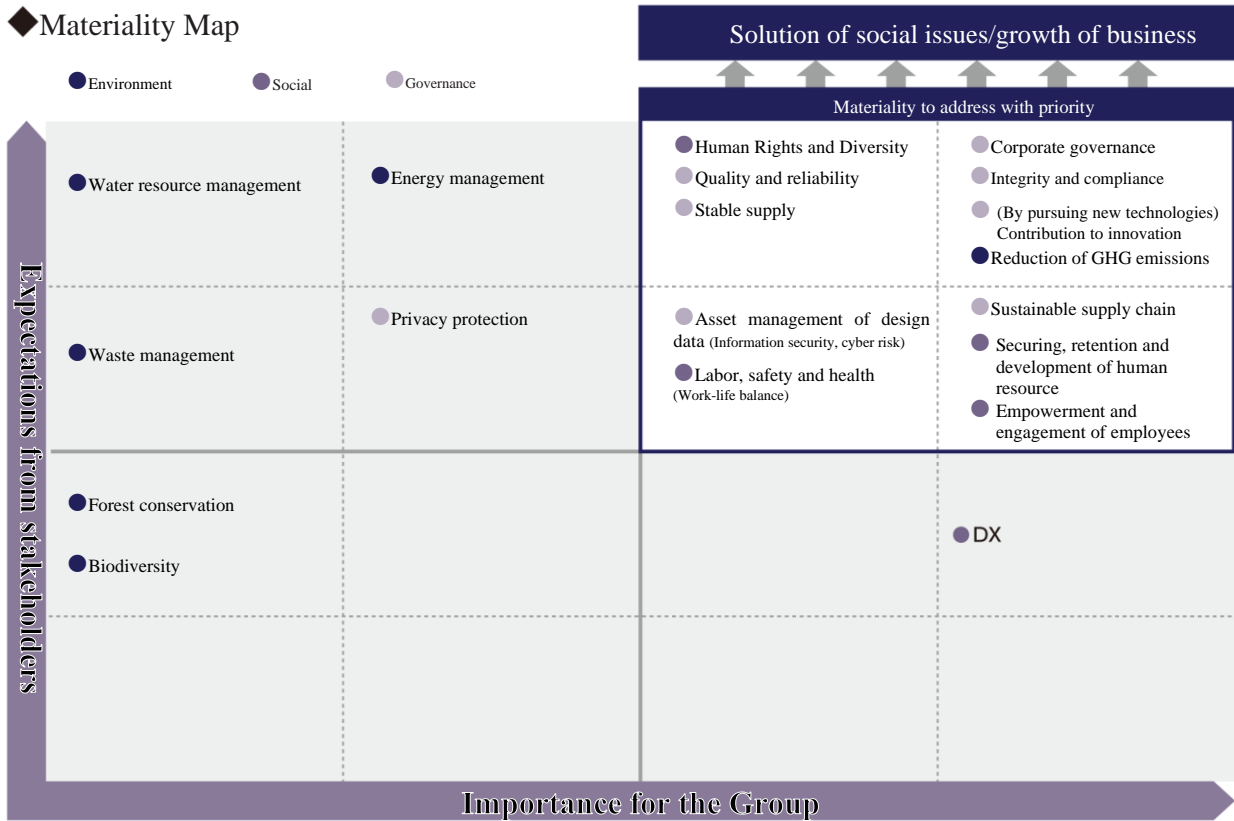 Materiality Map
Solution of social issues/growth of business
Environment
Social
Governance
Materiality to address with priority
Expectations from stakeholders
Water resource management
Energy management
Human Rights and Diversity
Quality and reliability
Stable supply
Corporate governance
Integrity and compliance
(By pursuing new technologies)
Contribution to innovation
Reduction of GHG emissions
Waste management
Privacy protection
Asset management of design
data (Information security, cyber risk)
Labor, safety and health
(Work-life balance)
Sustainable supply chain
Securing, retention and
development of human
resource
Empowerment and
engagement of employees
Forest conservation
Biodiversity
DX
Importance for the Group